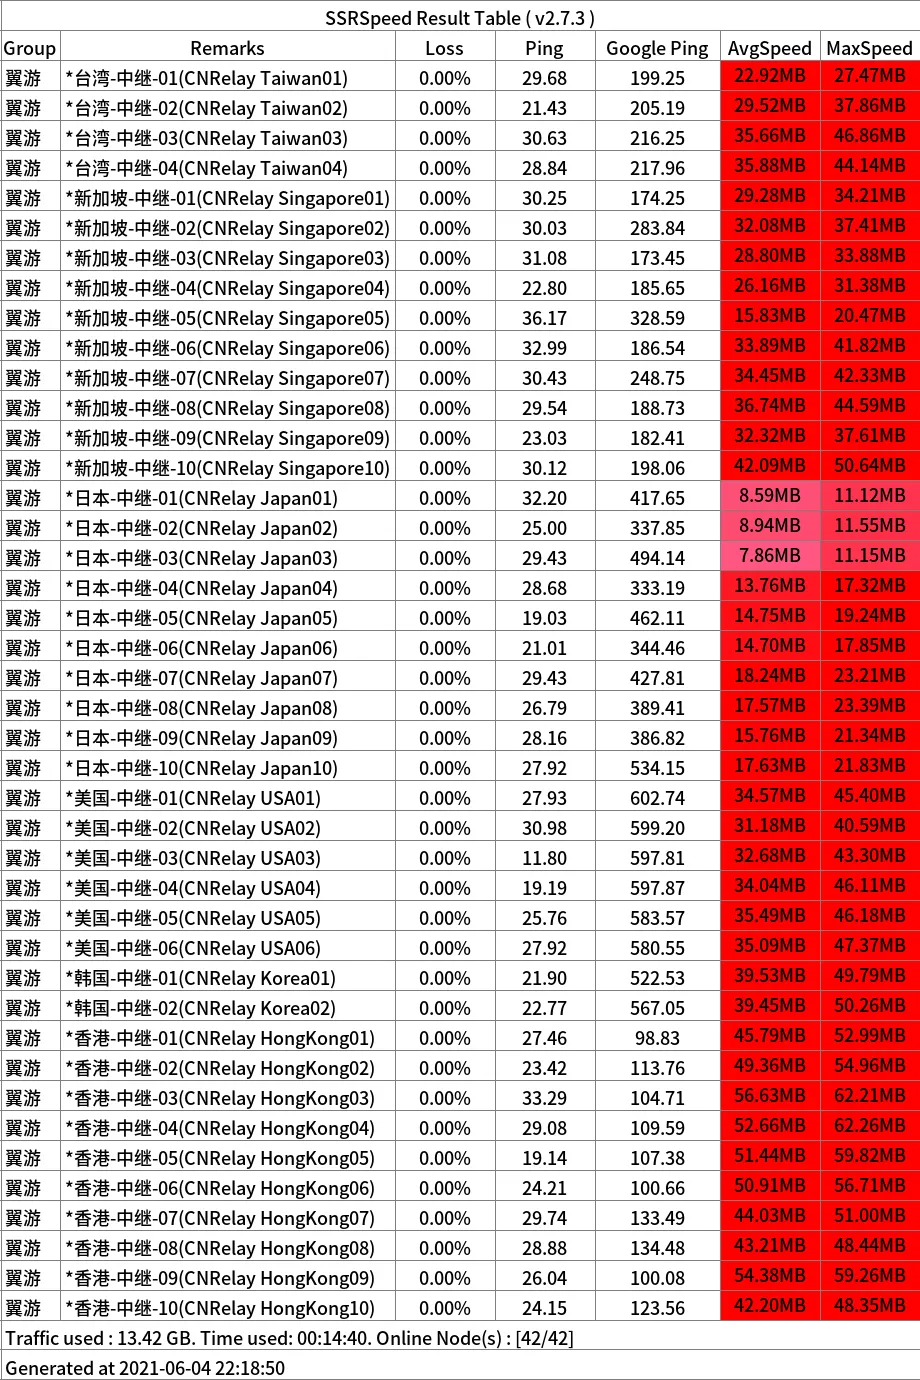 SSRSpeed Result Table ( v2.7.3 )
Group Remarks Loss Ping Google Ping AvgSpeed MaxSpeed
翼游 *台湾-中继-01(CNRelay Taiwan01) 0.00% 29.68 199.25 22.92MB 27.47MB
翼游 *台湾-中继-02(CNRelay Taiwan02) 0.00% 21.43 205.19 29.52MB 37.86MB
翼游 *台湾-中继-03(CNRelay Taiwan03) 0.00% 30.63 216.25 35.66MB 46.86MB
翼游 *台湾-中继-04(CNRelay Taiwan04) 0.00% 28.84 217.96 35.88MB 44.14MB
翼游 *新加坡-中继-01(CNRelay Singapore01) 0.00% 30.25 174.25 29.28MB 34.21MB
翼游 *新加坡-中继-02(CNRelay Singapore02) 0.00% 30.03 283.84 32.08MB 37.41MB
翼游 *新加坡-中继-03(CNRelay Singapore03) 0.00% 31.08 173.45 28.80MB 33.88MB
翼游 *新加坡-中继-04(CNRelay Singapore04) 0.00% 22.80 185.65 26.16MB 31.38MB
翼游 *新加坡-中继-05(CNRelay Singapore05) 0.00% 36.17 328.59 15.83MB 20.47MB
翼游 *新加坡-中继-06(CNRelay Singapore06) 0.00% 32.99 186.54 33.89MB 41.82MB
翼游 *新加坡-中继-07(CNRelay Singapore07) 0.00% 30.43 248.75 34.45MB 42.33MB
翼游 *新加坡-中继-08(CNRelay Singapore08) 0.00% 29.54 188.73 36.74MB 44.59MB
翼游 *新加坡-中继-09(CNRelay Singapore09) 0.00% 23.03 182.41 32.32MB 37.61MB
翼游 *新加坡-中继-10(CNRelay Singapore10) 0.00% 30.12 198.06 42.09MB 50.64MB
翼游 *日本-中继-01(CNRelay Japan01) 0.00% 32.20 417.65 8.59MB 11.12MB
翼游 *日本-中继-02(CNRelay Japan02) 0.00% 25.00 337.85 8.94MB 11.55MB
翼游 *日本-中继-03(CNRelay Japan03) 0.00% 29.43 494.14 7.86MB 11.15MB
翼游 *日本-中继-04(CNRelay Japan04) 0.00% 28.68 333.19 13.76MB 17.32MB
翼游 *日本-中继-05(CNRelay Japan05) 0.00% 19.03 462.11 14.75MB 19.24MB
翼游 *日本-中继-06(CNRelay Japan06) 0.00% 21.01 344.46 14.70MB 17.85MB
翼游 *日本-中继-07(CNRelay Japan07) 0.00% 29.43 427.81 18.24MB 23.21MB
翼游 *日本-中继-08(CNRelay Japan08) 0.00% 26.79 389.41 17.57MB 23.39MB
翼游 *日本-中继-09(CNRelay Japan09) 0.00% 28.16 386.82 15.76MB 21.34MB
翼游 *日本-中继-10(CNRelay Japan10) 0.00% 27.92 534.15 17.63MB 21.83MB
翼游 *美国-中继-01(CNRelay USA01) 0.00% 27.93 602.74 34.57MB 45.40MB
翼游 *美国-中继-02(CNRelay USA02) 0.00% 30.98 599.20 31.18MB 40.59MB
翼游 *美国-中继-03(CNRelay USA03) 0.00% 11.80 597.81 32.68MB 43.30MB
翼游 *美国-中继-04(CNRelay USA04) 0.00% 19.19 597.87 34.04MB 46.11MB
翼游 *美国-中继-05(CNRelay USA05) 0.00% 25.76 583.57 35.49MB 46.18MB
翼游 *美国-中继-06(CNRelay USA06) 0.00% 27.92 580.55 35.09MB 47.37MB
翼游 *韩国-中继-01(CNRelay Korea01) 0.00% 21.90 522.53 39.53MB 49.79MB
翼游 *韩国-中继-02(CNRelay Korea02) 0.00% 22.77 567.05 39.45MB 50.26MB
翼游 *香港-中继-01(CNRelay HongKong01) 0.00% 27.46 98.83 45.79MB 52.99MB
翼游 *香港-中继-02(CNRelay HongKong02) 0.00% 23.42 113.76 49.36MB 54.96MB
翼游 *香港-中继-03(CNRelay HongKong03) 0.00% 33.29 104.71 56.63MB 62.21MB
翼游 *香港-中继-04(CNRelay HongKong04) 0.00% 29.08 109.59 52.66MB 62.26MB
翼游 *香港-中继-05(CNRelay HongKong05) 0.00% 19.14 107.38 51.44MB 59.82MB
翼游 *香港-中继-06(CNRelay HongKong06) 0.00% 24.21 100.66 50.91MB 56.71MB
翼游 *香港-中继-07(CNRelay HongKong07) 0.00% 29.74 133.49 44.03MB 51.00MB
翼游 *香港-中继-08(CNRelay HongKong08) 0.00% 28.88 134.48 43.21MB 48.44MB
翼游 *香港-中继-09(CNRelay HongKong09) 0.00% 26.04 100.08 54.38MB 59.26MB
翼游 *香港-中继-10(CNRelay HongKong10) 0.00% 24.15 123.56 42.20MB 48.35MB
Traffic used : 13.42 GB. Time used: 00:14:40. Online Node(s) : [42/42]
Generated at 2021-06-04 22:18:50